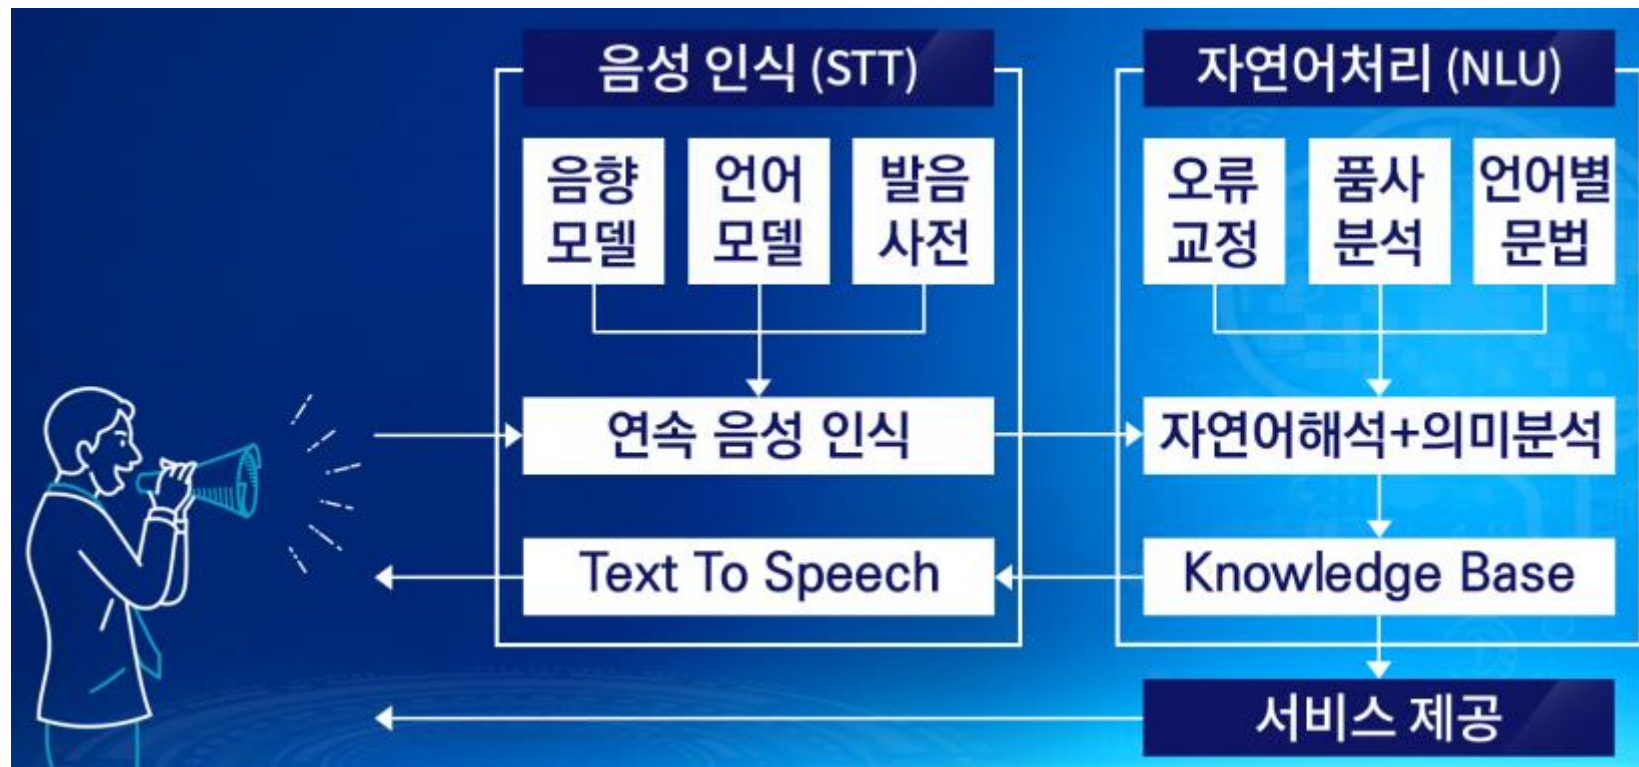 음성 인식 (STT)
자연어처리 (NLU)
음향
모델
언어
모델
발음
사전
오류
교정
품사
분석
언어별
문법
연속 음성 인식
자연어해석+의미분석
Text To Speech
Knowledge Base
서비스 제공